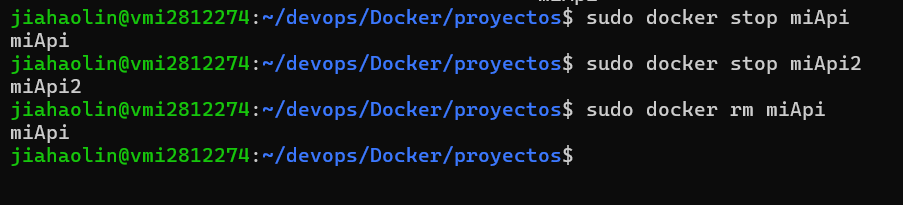 jiahaolin@vmi2812274:~/devops/Docker/proyectos$ sudo docker stop miApi
miApi
jiahaolin@vmi2812274:~/devops/Docker/proyectos$ sudo docker stop miApi2
miApi2
jiahaolin@vmi2812274:~/devops/Docker/proyectos$ sudo docker rm miApi
miApi
jiahaolin@vmi2812274:~/devops/Docker/proyectos$